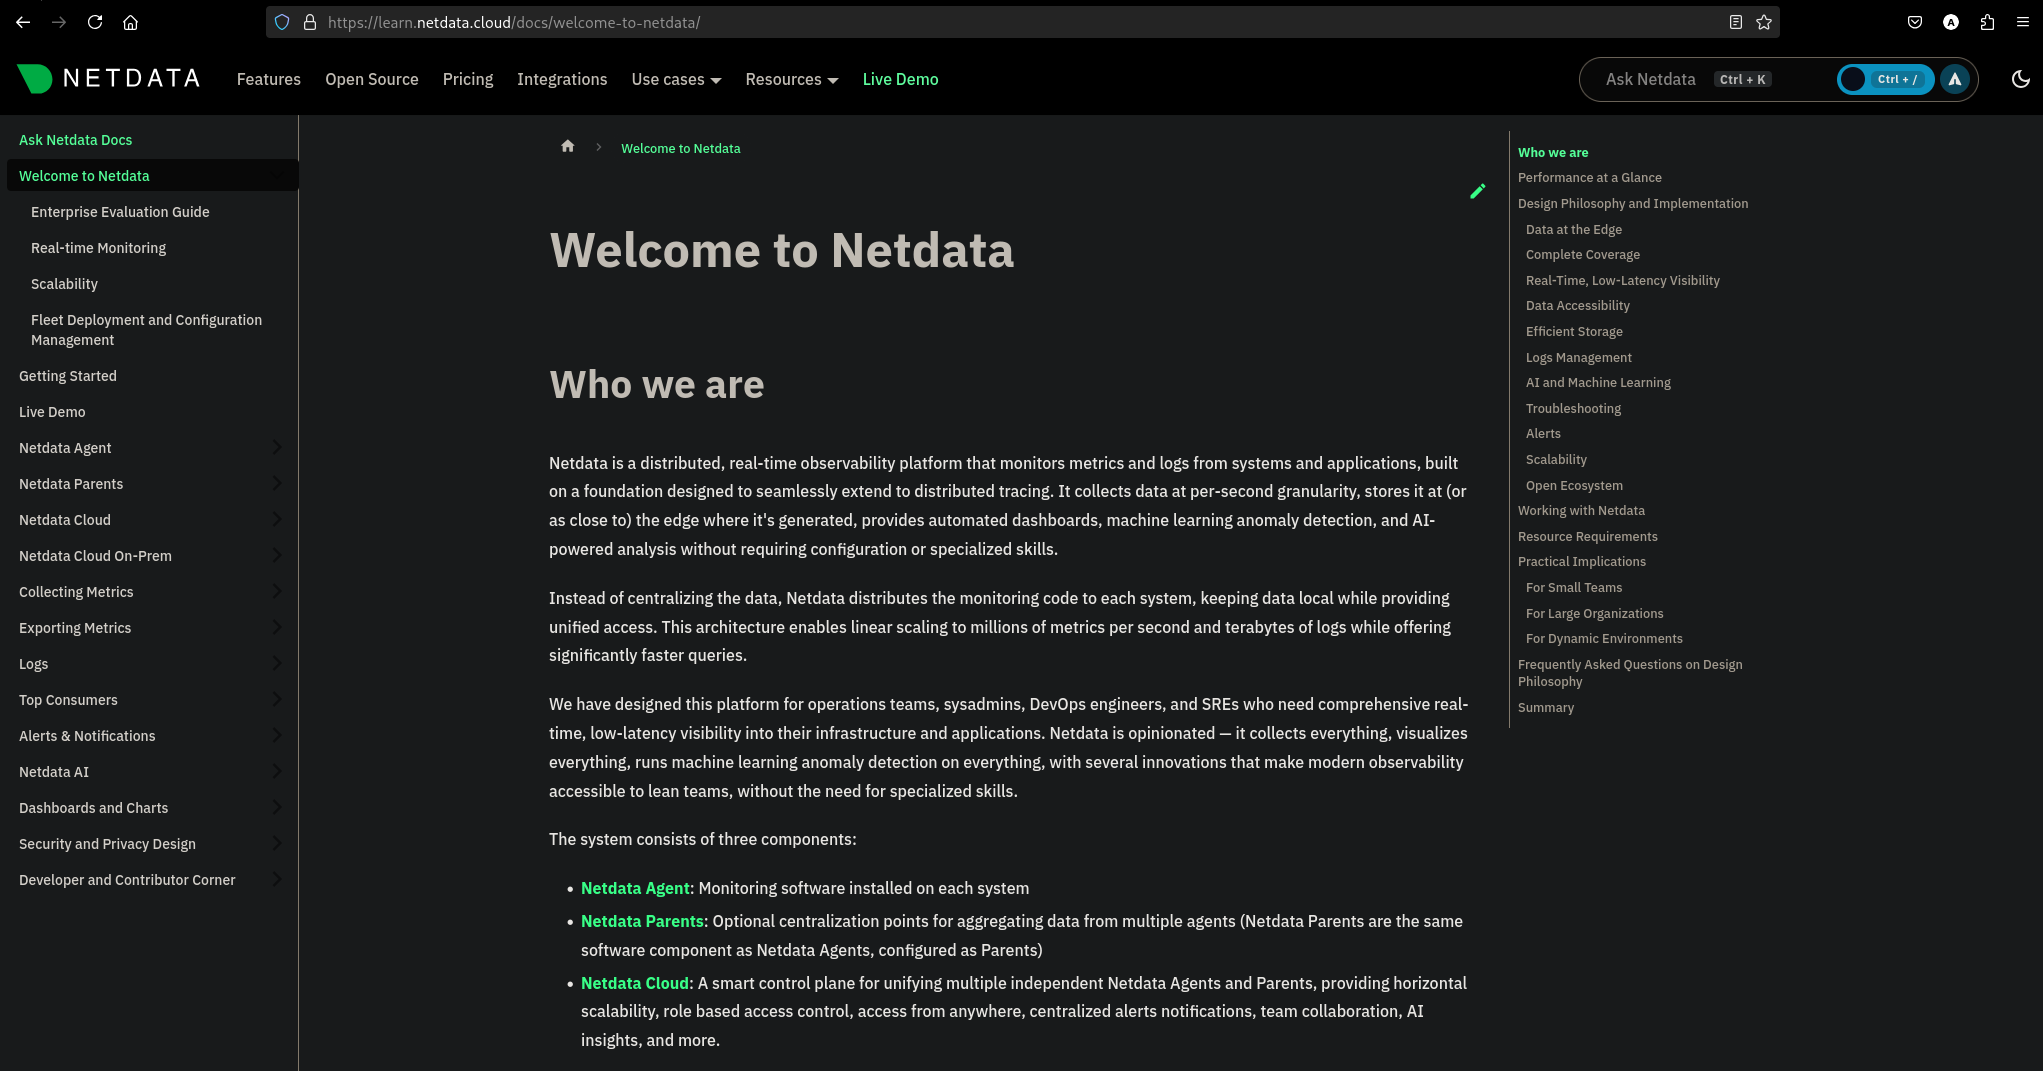 https://learn.netdata.cloud/docs/welcome-to-netdata/
A
NETDATA
Features
Open Source
Pricing
Integrations
Use cases
Resources
Live Demo
Ask Netdata
Ctrl + K
Ctrl + /
Ask Netdata Docs
Welcome to Netdata
Enterprise Evaluation Guide
Real-time Monitoring
Scalability
Fleet Deployment and Configuration
Management
Getting Started
Live Demo
Netdata Agent
Netdata Parents
Netdata Cloud
Netdata Cloud On-Prem
Collecting Metrics
Exporting Metrics
Logs
Top Consumers
Alerts & Notifications
Netdata AI
Dashboards and Charts
Security and Privacy Design
Developer and Contributor Corner
Welcome to Netdata
Welcome to Netdata
Who we are
Netdata is a distributed, real-time observability platform that monitors metrics and logs from systems and applications, built
on a foundation designed to seamlessly extend to distributed tracing. It collects data at per-second granularity, stores it at (or
as close to) the edge where it's generated, provides automated dashboards, machine learning anomaly detection, and AI-
powered analysis without requiring configuration or specialized skills.
Instead of centralizing the data, Netdata distributes the monitoring code to each system, keeping data local while providing
unified access. This architecture enables linear scaling to millions of metrics per second and terabytes of logs while offering
significantly faster queries.
We have designed this platform for operations teams, sysadmins, DevOps engineers, and SREs who need comprehensive real-
time, low-latency visibility into their infrastructure and applications. Netdata is opinionated — it collects everything, visualizes
everything, runs machine learning anomaly detection on everything, with several innovations that make modern observability
accessible to lean teams, without the need for specialized skills.
The system consists of three components:
• Netdata Agent: Monitoring software installed on each system
• Netdata Parents: Optional centralization points for aggregating data from multiple agents (Netdata Parents are the same
software component as Netdata Agents, configured as Parents)
• Netdata Cloud: A smart control plane for unifying multiple independent Netdata Agents and Parents, providing horizontal
scalability, role based access control, access from anywhere, centralized alerts notifications, team collaboration, AI
insights, and more.
Who we are
Performance at a Glance
Design Philosophy and Implementation
Data at the Edge
Complete Coverage
Real-Time, Low-Latency Visibility
Data Accessibility
Efficient Storage
Logs Management
AI and Machine Learning
Troubleshooting
Alerts
Scalability
Open Ecosystem
Working with Netdata
Resource Requirements
Practical Implications
For Small Teams
For Large Organizations
For Dynamic Environments
Frequently Asked Questions on Design
Philosophy
Summary